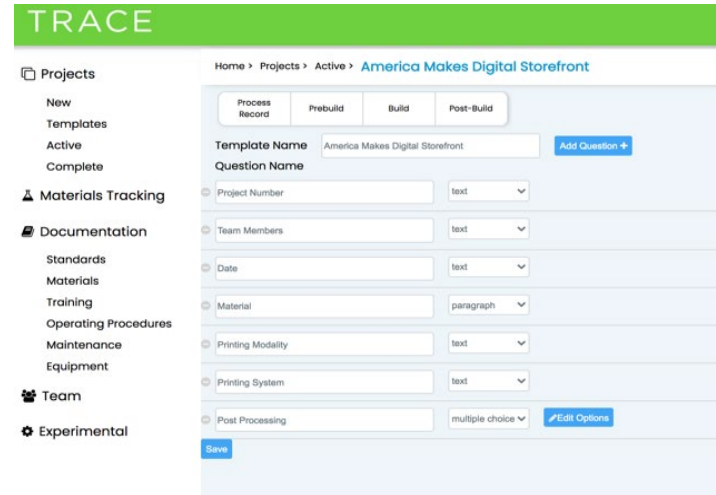 TRACE
Projects
New
Templates
Active
Complete
Materials Tracking
Documentation
Standards
Materials
Training
Operating Procedures
Maintenance
Equipment
Team
Experimental
Home > Projects > Active > America Makes Digital Storefront
Process Record
Prebuild
Build
Post-Build
Template Name America Makes Digital Storefront Add Question +
Question Name
Project Number text
Team Members text
Date text
Material paragraph
Printing Modality text
Printing System text
Post Processing multiple choice Edit Options
Save